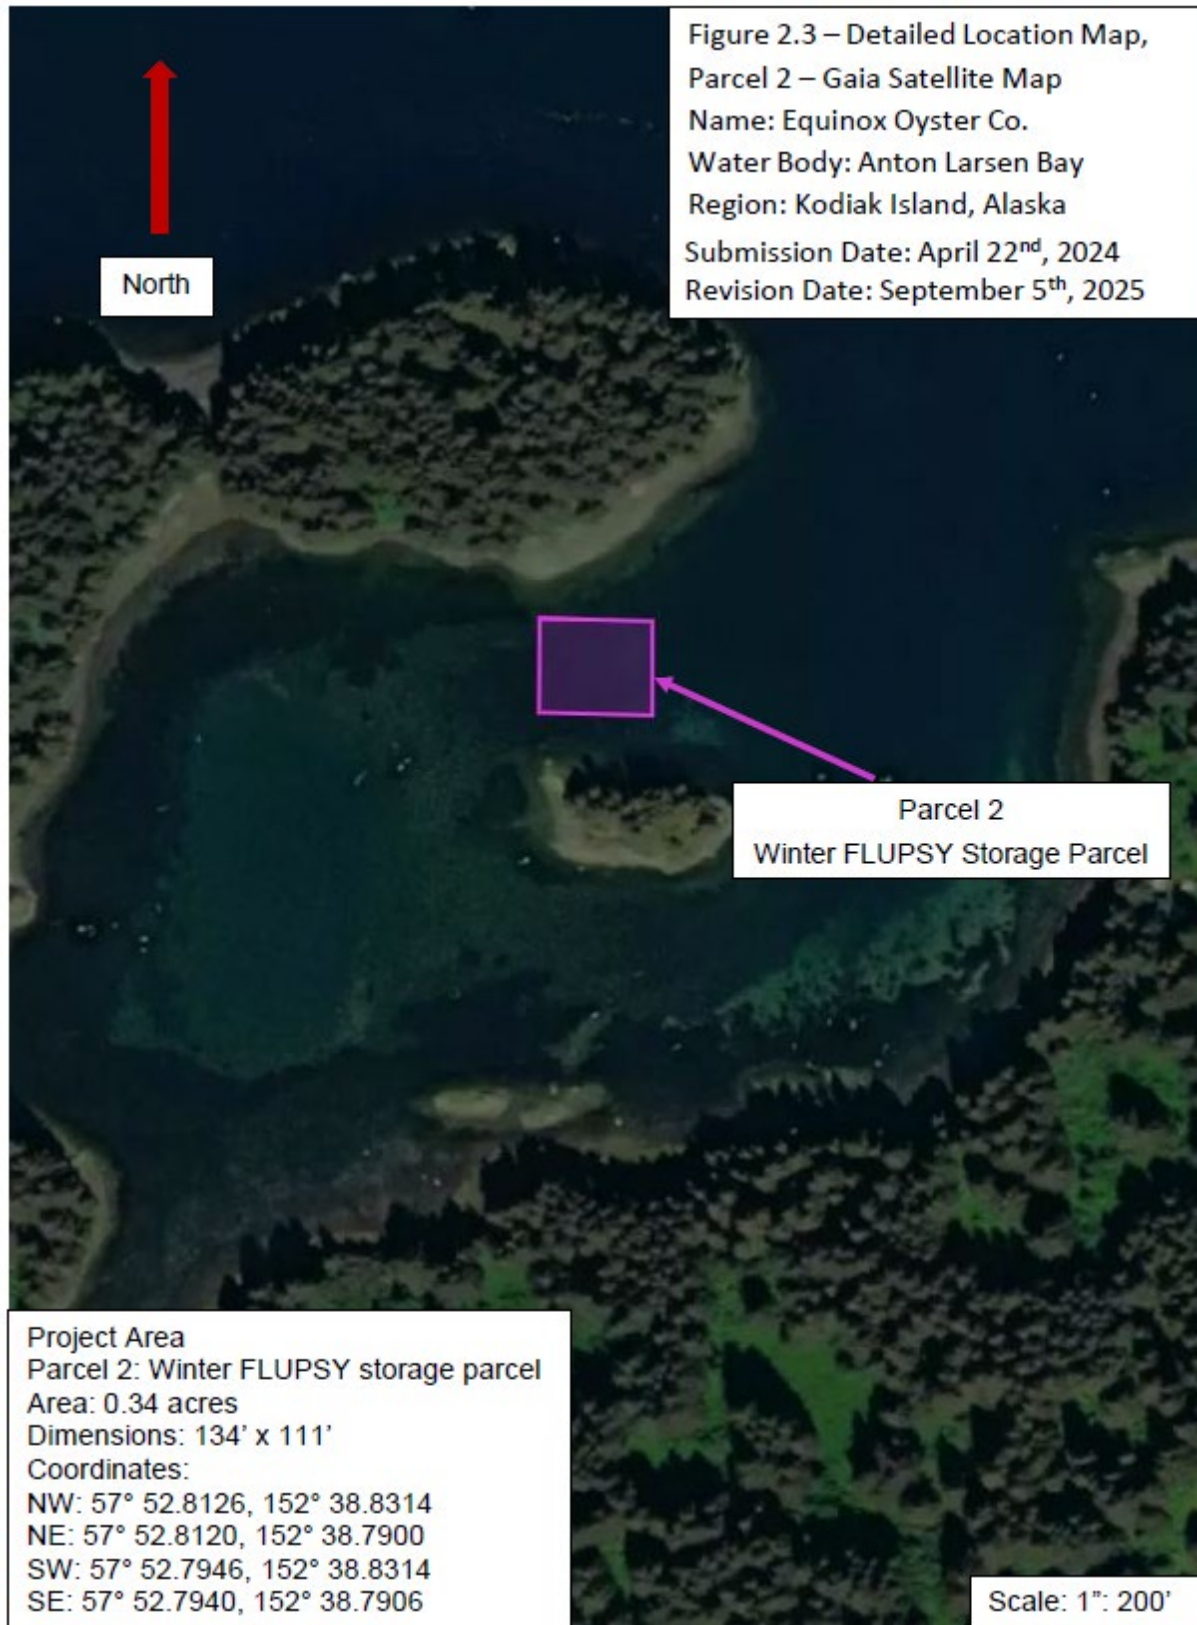 Figure 2.3 – Detailed Location Map,
Parcel 2 – Gaia Satellite Map
Name: Equinox Oyster Co.
Water Body: Anton Larsen Bay
Region: Kodiak Island, Alaska
Submission Date: April 22nd, 2024
Revision Date: September 5th, 2025
North
Parcel 2
Winter FLUPSY Storage Parcel
Project Area
Parcel 2: Winter FLUPSY storage parcel
Area: 0.34 acres
Dimensions: 134’ x 111’
Coordinates:
NW: 57° 52.8126, 152° 38.8314
NE: 57° 52.8120, 152° 38.7900
SW: 57° 52.7946, 152° 38.8314
SE: 57° 52.7940, 152° 38.7906
Scale: 1”: 200’